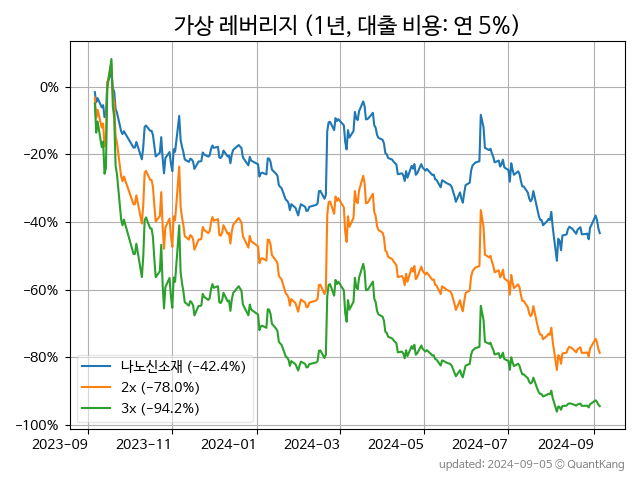 가상 레버리지 (1년, 대출 비용: 연 5%)
0%
−20%
−40%
−60%
−80%
−100%
나노신소재 (−42.4%)
2x (−78.0%)
3x (−94.2%)
2023-09 2023-11 2024-01 2024-03 2024-05 2024-07 2024-09
updated: 2024-09-05 © QuantKang